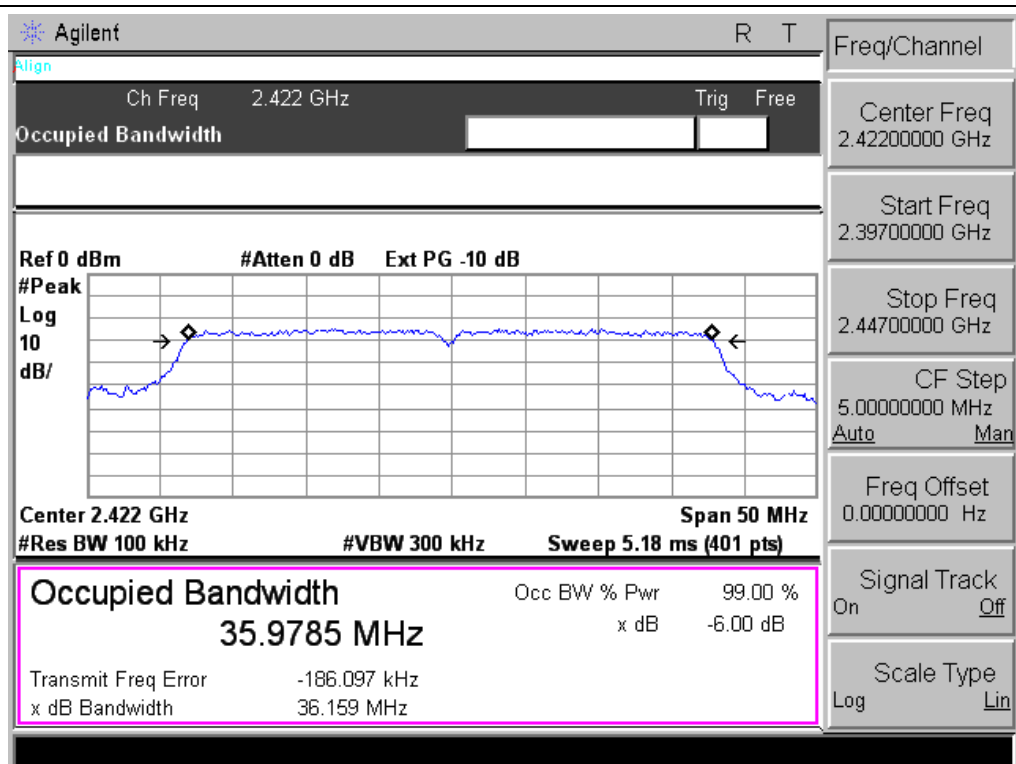 Agilent R T
Align
Ch Freq 2.422 GHz Trig Free
Occupied Bandwidth
Ref 0 dBm #Atten 0 dB Ext PG -10 dB
#Peak
Log
10
dB/
Center 2.422 GHz Span 50 MHz
#Res BW 100 kHz #VBW 300 kHz Sweep 5.18 ms (401 pts)
Occupied Bandwidth Occ BW % Pwr 99.00 %
35.9785 MHz x dB -6.00 dB
Transmit Freq Error -186.097 kHz
x dB Bandwidth 36.159 MHz
Freq/Channel
Center Freq
2.42200000 GHz
Start Freq
2.39700000 GHz
Stop Freq
2.44700000 GHz
CF Step
5.00000000 MHz
Auto Man
Freq Offset
0.00000000 Hz
Signal Track
On Off
Scale Type
Log Lin